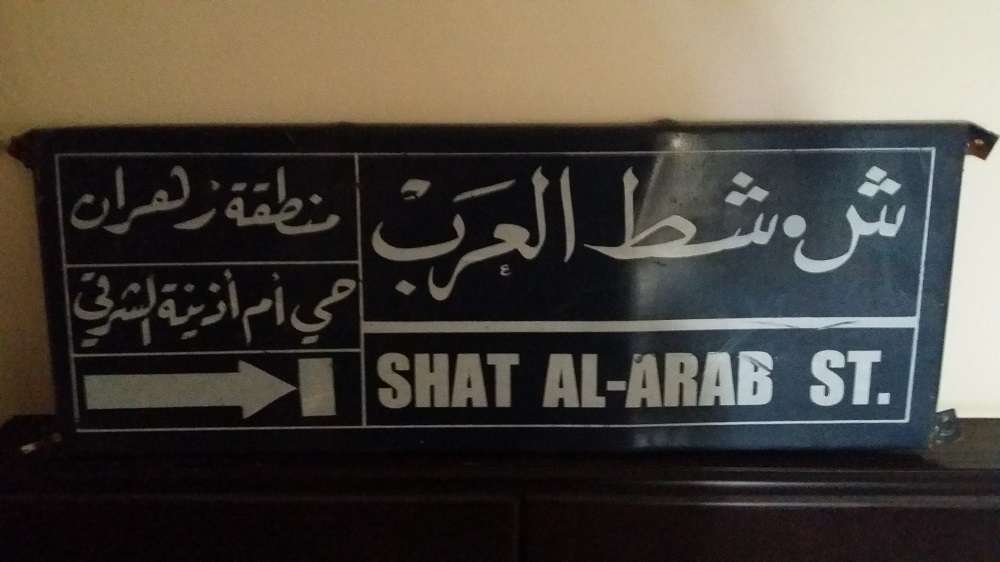 ش. شط العرب
SHAT AL-ARAB ST.
منطقة زهران
حي أم أذينة الشرقي